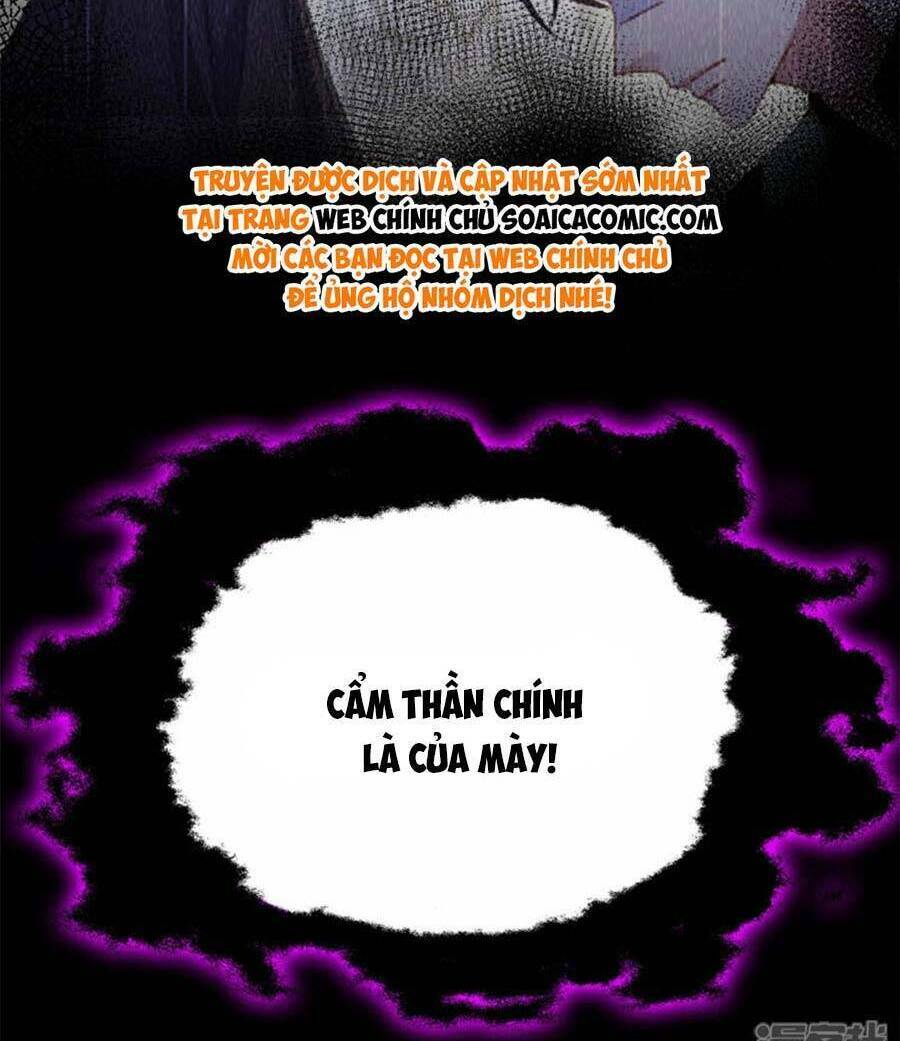 TRUYỆN ĐƯỢC DỊCH VÀ CẬP NHẬT SỚM NHẤT
TẠI TRANG WEB CHÍNH CHỦ SOAICACOMIC.COM
MỜI CÁC BẠN ĐỌC TẠI WEB CHÍNH CHỦ
ĐỂ ỦNG HỘ NHÓM DỊCH NHÉ!
CẨM THẦN CHÍNH
LÀ CỦA MÀY!